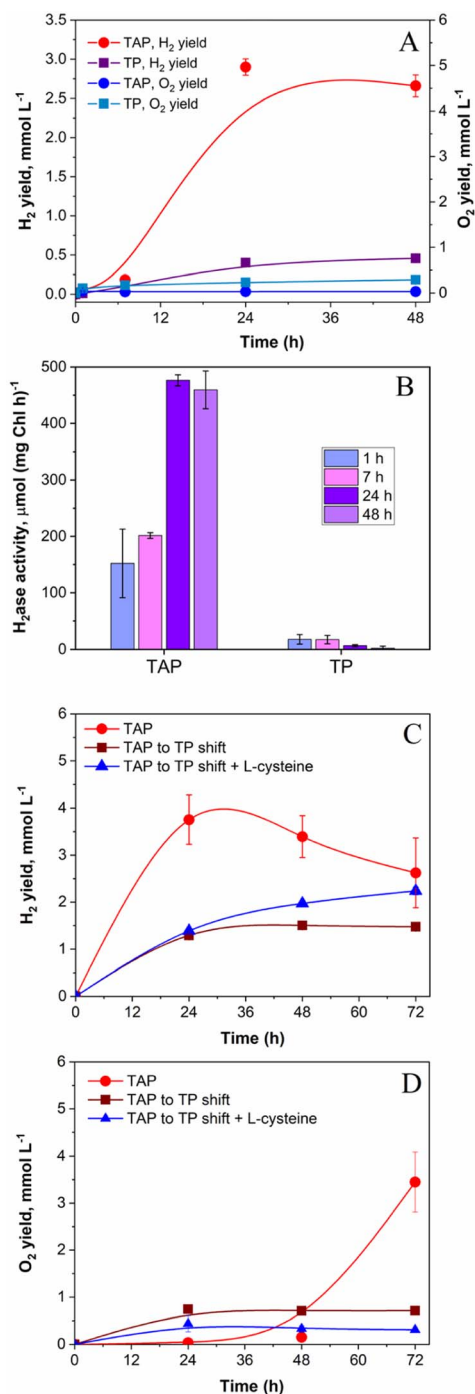 A
TAP, H₂ yield
TP, H₂ yield
TAP, O₂ yield
TP, O₂ yield
H₂ yield, mmol L⁻¹
3.5
3.0
2.5
2.0
1.5
1.0
0.5
0.0
O₂ yield, mmol L⁻¹
6
5
4
3
2
1
0
0 12 24 36 48
Time (h)
B
H₂ase activity, μmol (mg Chl h)⁻¹
500
400
300
200
100
0
1 h
7 h
24 h
48 h
TAP TP
C
TAP
TAP to TP shift
TAP to TP shift + L-cysteine
H₂ yield, mmol L⁻¹
6
5
4
3
2
1
0
0 12 24 36 48 60 72
Time (h)
D
TAP
TAP to TP shift
TAP to TP shift + L-cysteine
O₂ yield, mmol L⁻¹
6
5
4
3
2
1
0
0 12 24 36 48 60 72
Time (h)